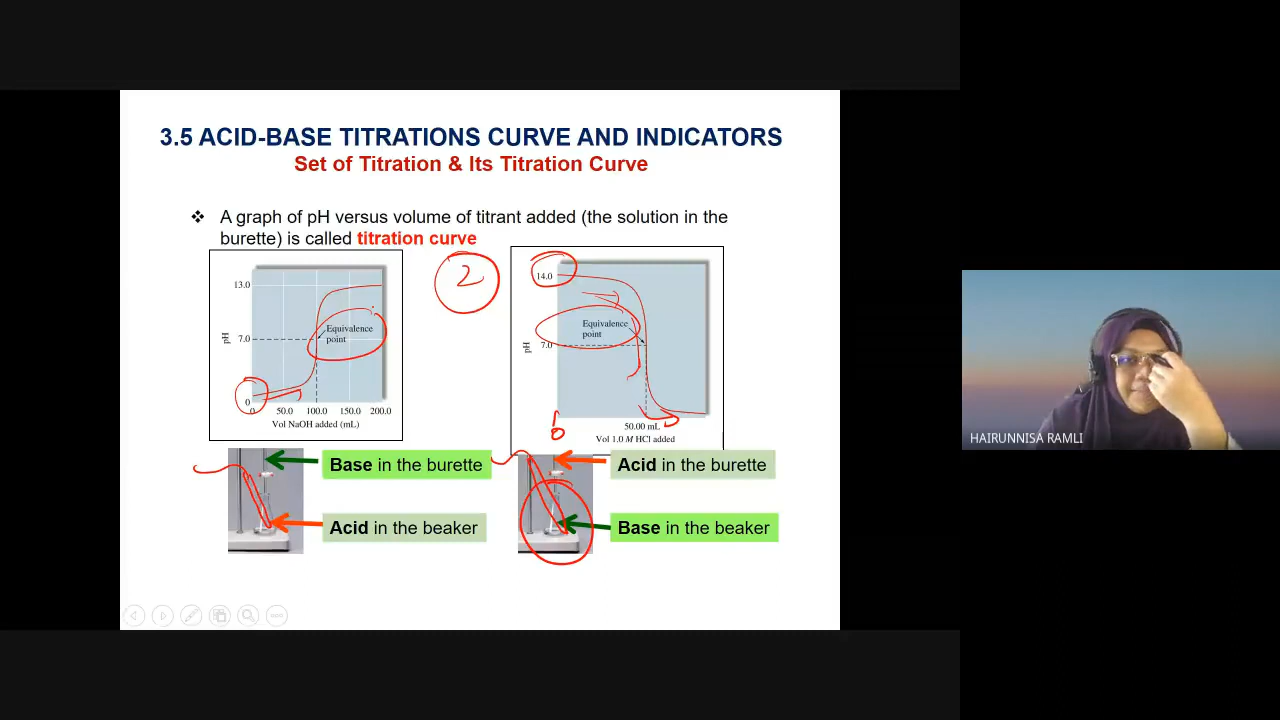 3.5 ACID-BASE TITRATIONS CURVE AND INDICATORS
Set of Titration & Its Titration Curve
❖ A graph of pH versus volume of titrant added (the solution in the
burette) is called titration curve
2
13.0
7.0
0
pH
Equivalence
point
0 50.0 100.0 150.0 200.0
Vol NaOH added (mL)
14.0
7.0
pH
Equivalence
point
50.00 mL
Vol 1.0 M HCl added
Base in the burette
Acid in the beaker
Acid in the burette
Base in the beaker
HAIRUNNISA RAMLI